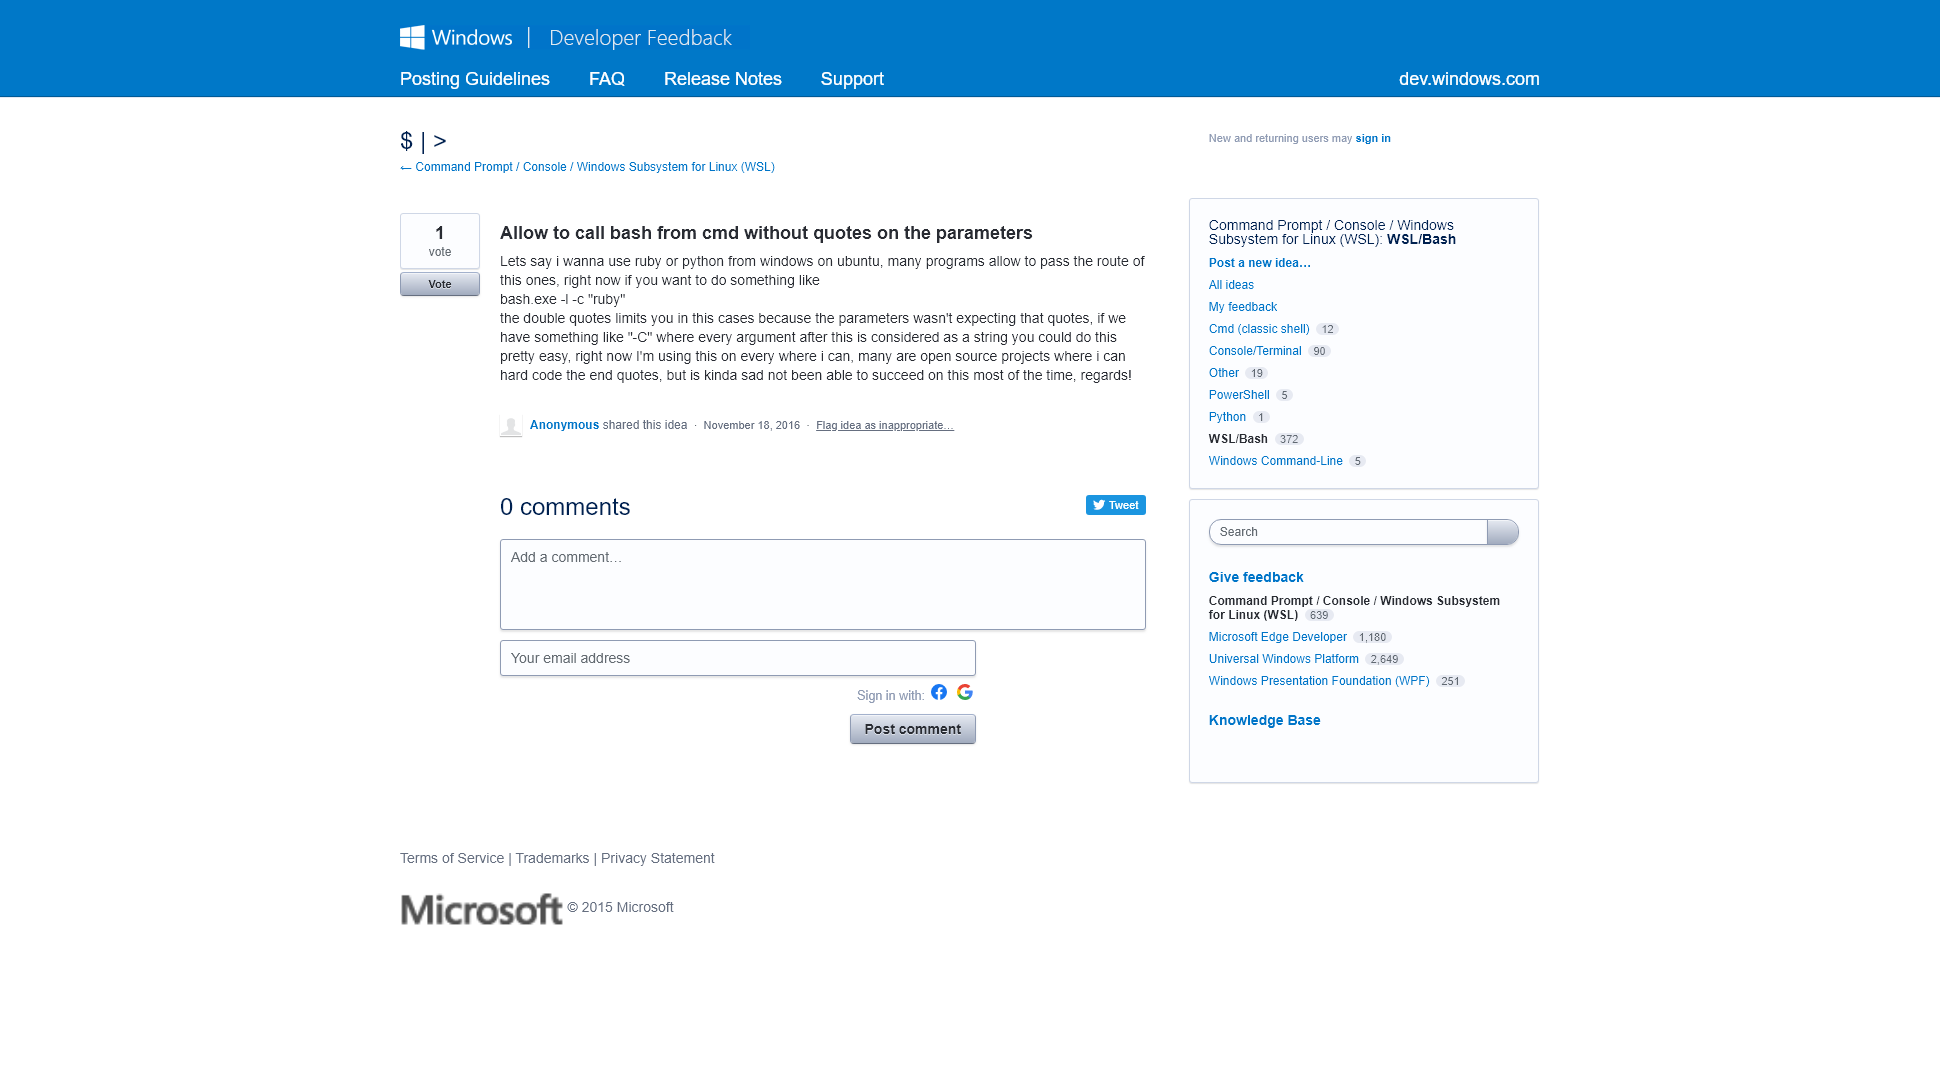 Windows | Developer Feedback
Posting Guidelines FAQ Release Notes Support dev.windows.com
$ | >
New and returning users may sign in
← Command Prompt / Console / Windows Subsystem for Linux (WSL)
1
vote
Vote
Allow to call bash from cmd without quotes on the parameters
Lets say i wanna use ruby or python from windows on ubuntu, many programs allow to pass the route of
this ones, right now if you want to do something like
bash.exe -l -c "ruby"
the double quotes limits you in this cases because the parameters wasn't expecting that quotes, if we
have something like "-C" where every argument after this is considered as a string you could do this
pretty easy, right now I'm using this on every where i can, many are open source projects where i can
hard code the end quotes, but is kinda sad not been able to succeed on this most of the time, regards!
Anonymous shared this idea · November 18, 2016 · Flag idea as inappropriate…
0 comments
Tweet
Add a comment…
Your email address
Sign in with:
Post comment
Command Prompt / Console / Windows
Subsystem for Linux (WSL): WSL/Bash
Post a new idea…
All ideas
My feedback
Cmd (classic shell) 12
Console/Terminal 90
Other 19
PowerShell 5
Python 1
WSL/Bash 372
Windows Command-Line 5
Search
Give feedback
Command Prompt / Console / Windows Subsystem
for Linux (WSL) 639
Microsoft Edge Developer 1,180
Universal Windows Platform 2,649
Windows Presentation Foundation (WPF) 251
Knowledge Base
Terms of Service | Trademarks | Privacy Statement
Microsoft © 2015 Microsoft